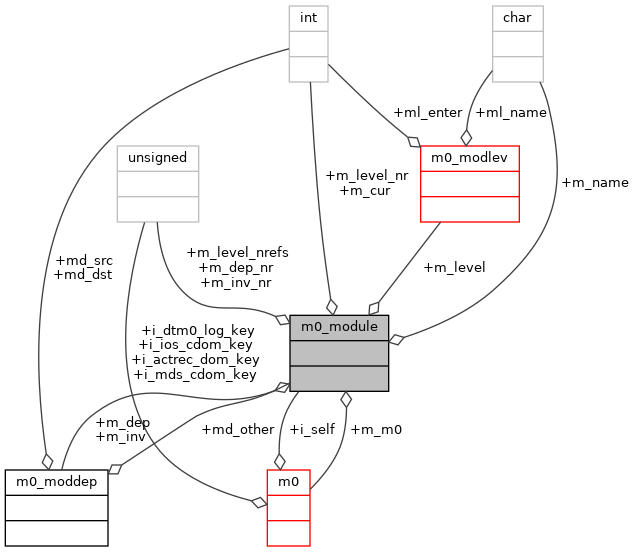 int
char
+ml_enter
+ml_name
unsigned
m0_modlev
+m_level_nr
+m_cur
+m_name
+md_src
+md_dst
+m_level_nrefs
+m_dep_nr
+m_inv_nr
+m_level
m0_module
+i_dtm0_log_key
+i_ios_cdom_key
+i_actrec_dom_key
+i_mds_cdom_key
+m_dep
+m_inv
+md_other
+i_self
+m_m0
m0_moddep
m0